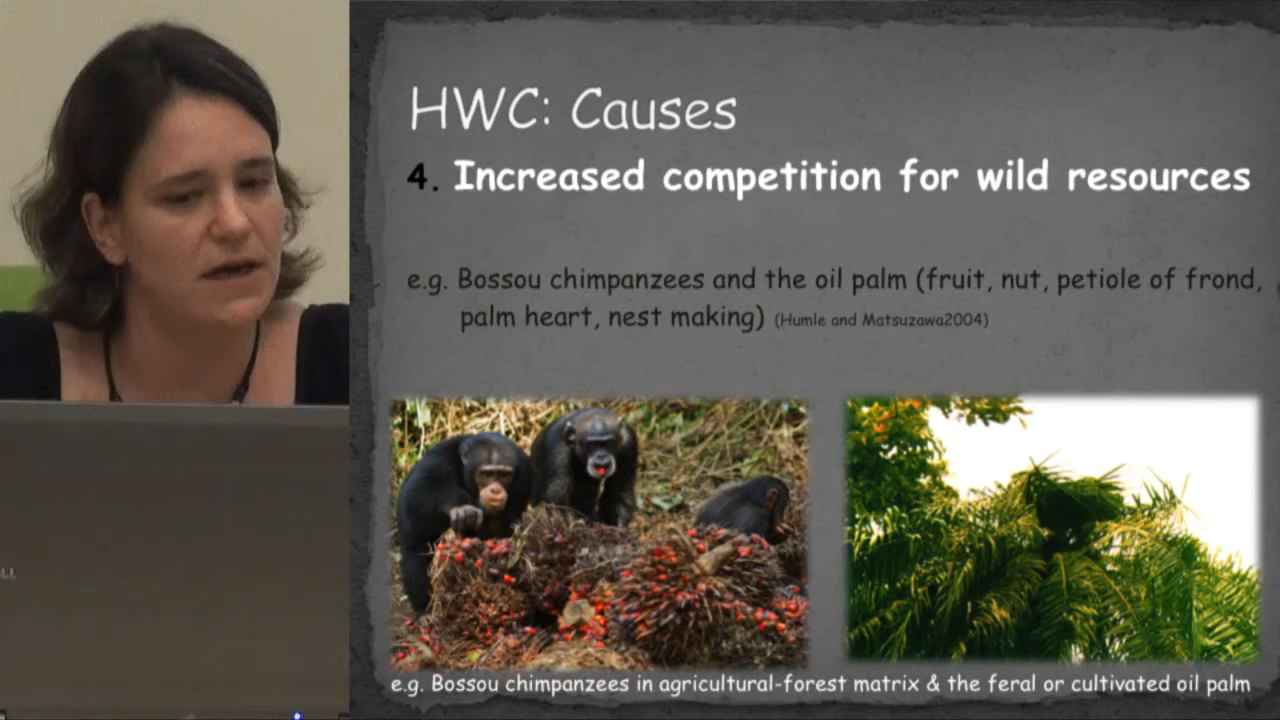 HWC: Causes
4. Increased competition for wild resources
e.g. Bossou chimpanzees and the oil palm (fruit, nut, petiole of frond,
palm heart, nest making) (Humle and Matsuzawa2004)
e.g. Bossou chimpanzees in agricultural-forest matrix & the feral or cultivated oil palm